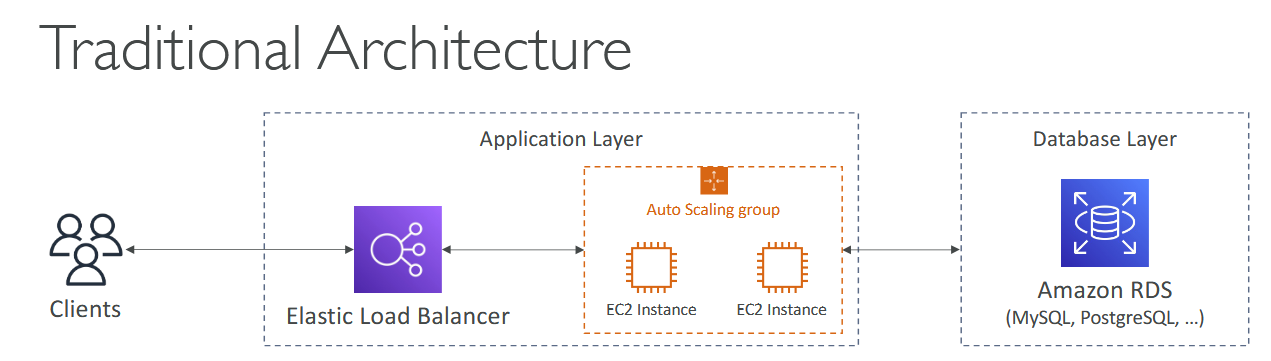 Traditional Architecture
Application Layer
Database Layer
Auto Scaling group
Clients
Elastic Load Balancer
EC2 Instance
EC2 Instance
Amazon RDS
(MySQL, PostgreSQL, ...)